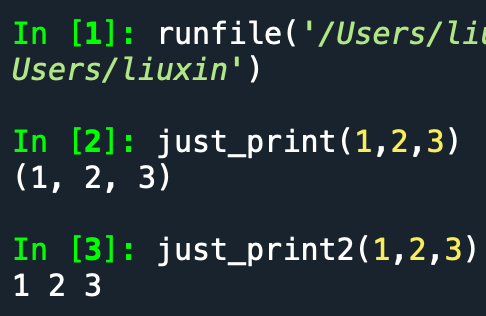 In [1]: runfile('/Users/liu
Users/liuxin')
In [2]: just_print(1,2,3)
(1, 2, 3)
In [3]: just_print2(1,2,3)
1 2 3